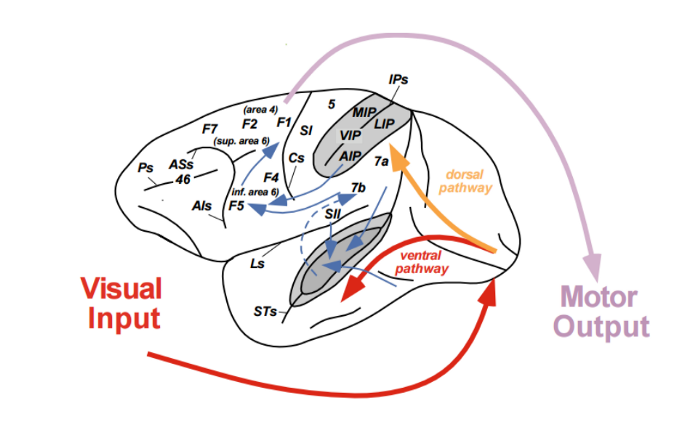 IPs
5
MIP
(area 4)
F7
F2
F1
SI
LIP
VIP
(sup. area 6)
AIP
Cs
7a
Ps
ASs
46
F4
dorsal
pathway
(inf. area 6)
7b
AIs
F5
SII
ventral
pathway
Ls
Visual
Input
STs
Motor
Output